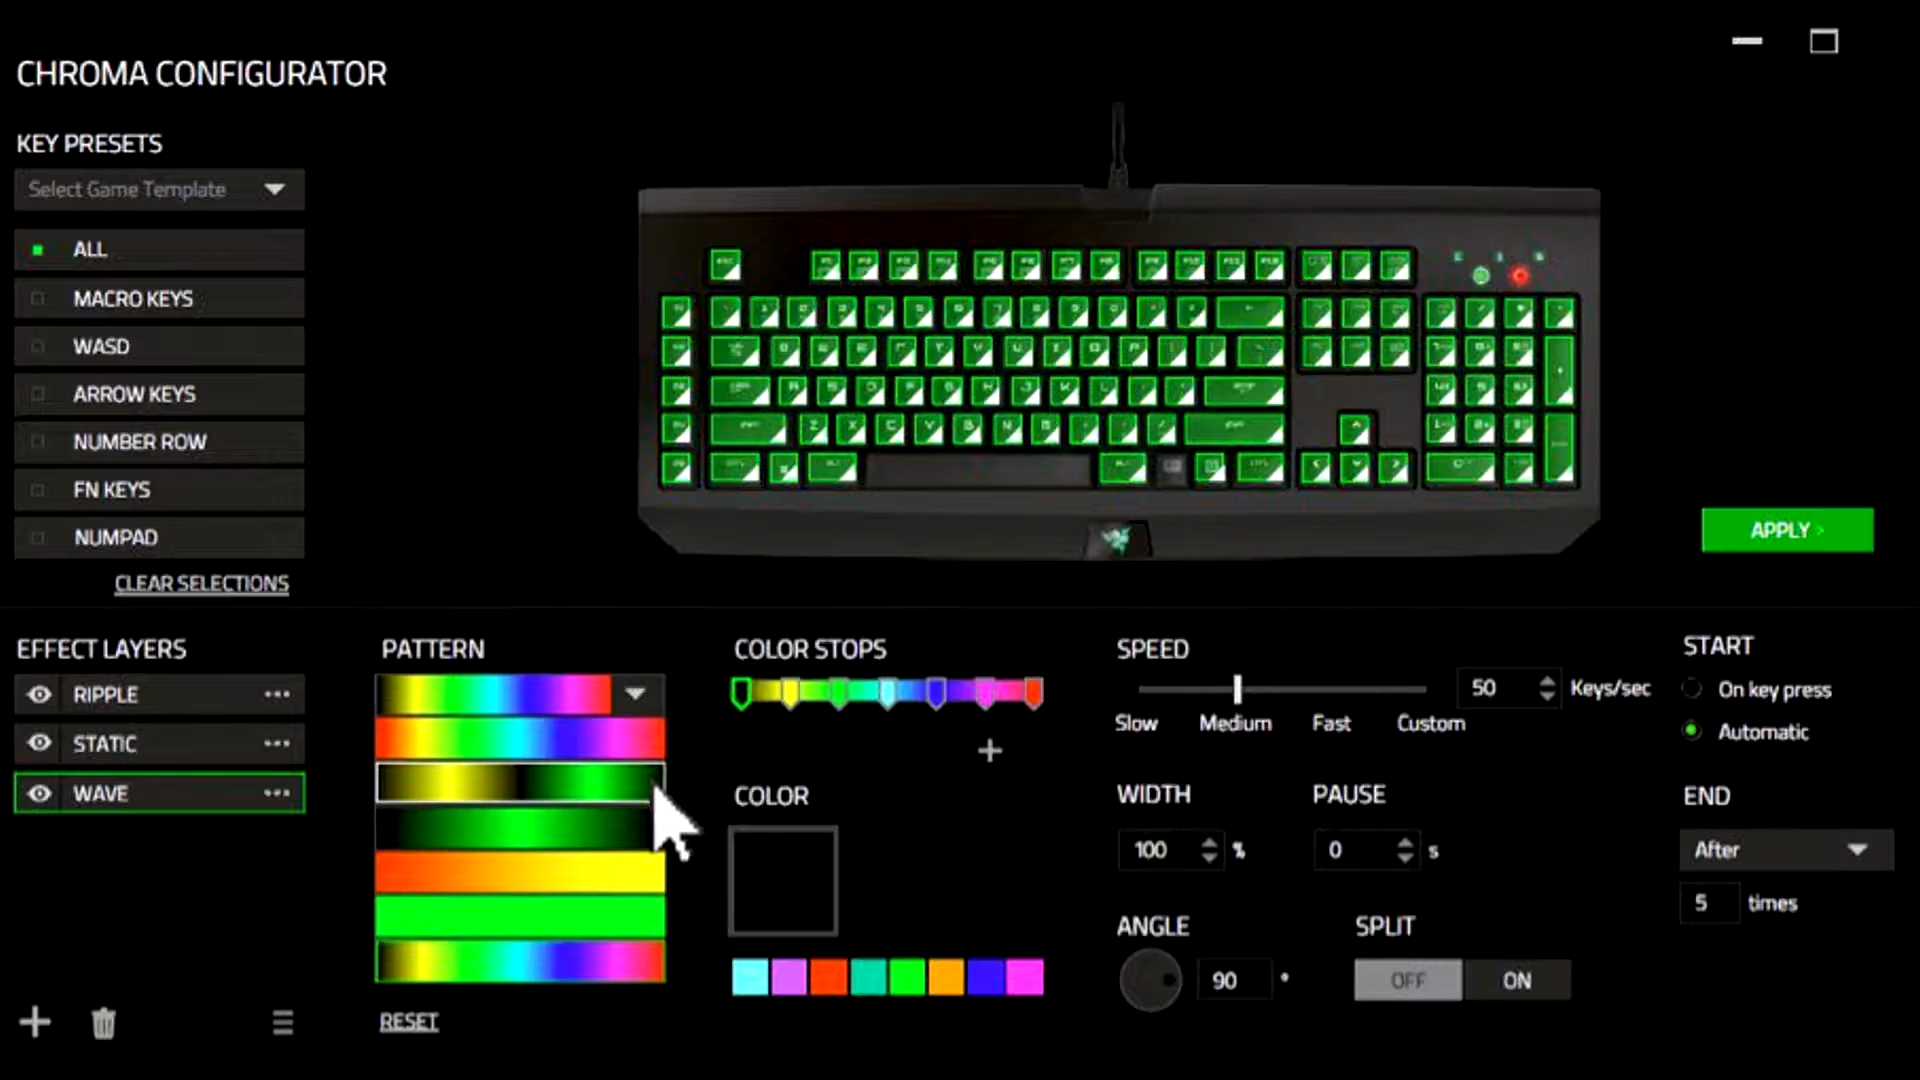 CHROMA CONFIGURATOR
KEY PRESETS
Select Game Template
ALL
MACRO KEYS
WASD
ARROW KEYS
NUMBER ROW
FN KEYS
NUMPAD
CLEAR SELECTIONS
APPLY >
EFFECT LAYERS
RIPPLE
STATIC
WAVE
PATTERN
RESET
COLOR STOPS
COLOR
SPEED
50 Keys/sec
Slow Medium Fast Custom
WIDTH
100 %
PAUSE
0 s
ANGLE
90 °
SPLIT
OFF ON
START
On key press
Automatic
END
After
5 times